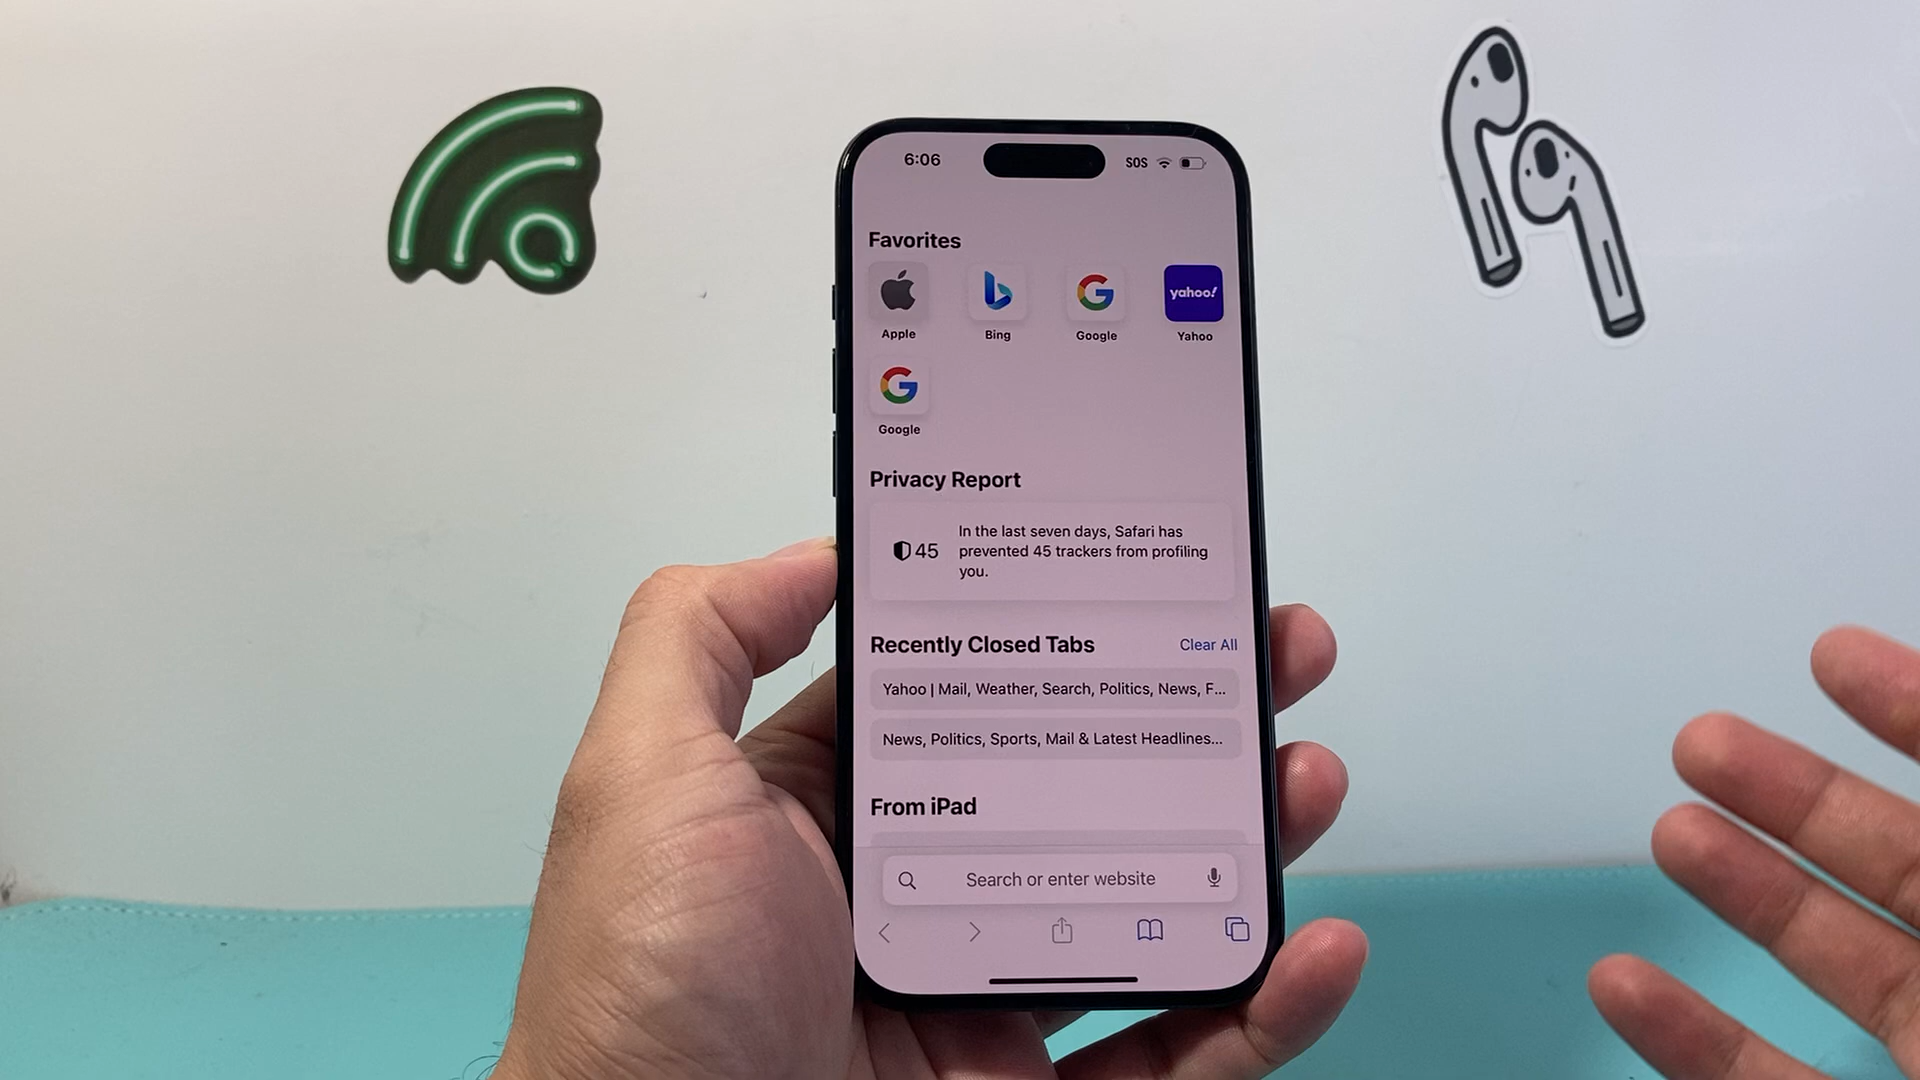 6:06 SOS
Favorites
yahoo!
Apple Bing Google Yahoo
Google
Privacy Report
45
In the last seven days, Safari has
prevented 45 trackers from profiling
you.
Recently Closed Tabs Clear All
Yahoo | Mail, Weather, Search, Politics, News, F...
News, Politics, Sports, Mail & Latest Headlines...
From iPad
Search or enter website